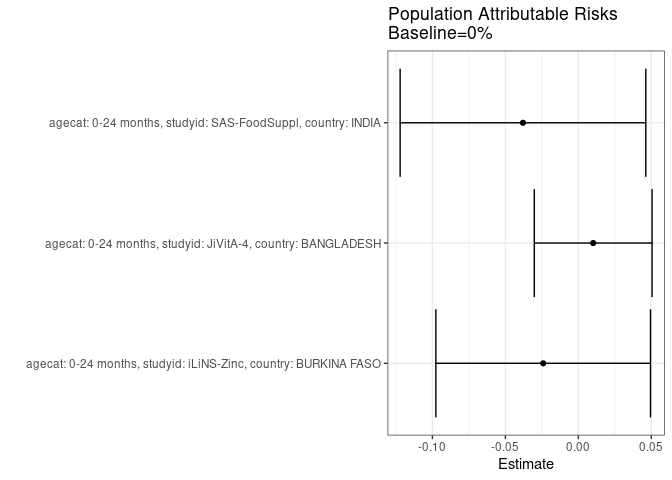 Population Attributable Risks
Baseline=0%
agecat: 0-24 months, studyid: SAS-FoodSuppl, country: INDIA
agecat: 0-24 months, studyid: JiVitA-4, country: BANGLADESH
agecat: 0-24 months, studyid: iLiNS-Zinc, country: BURKINA FASO
-0.10 -0.05 0.00 0.05
Estimate